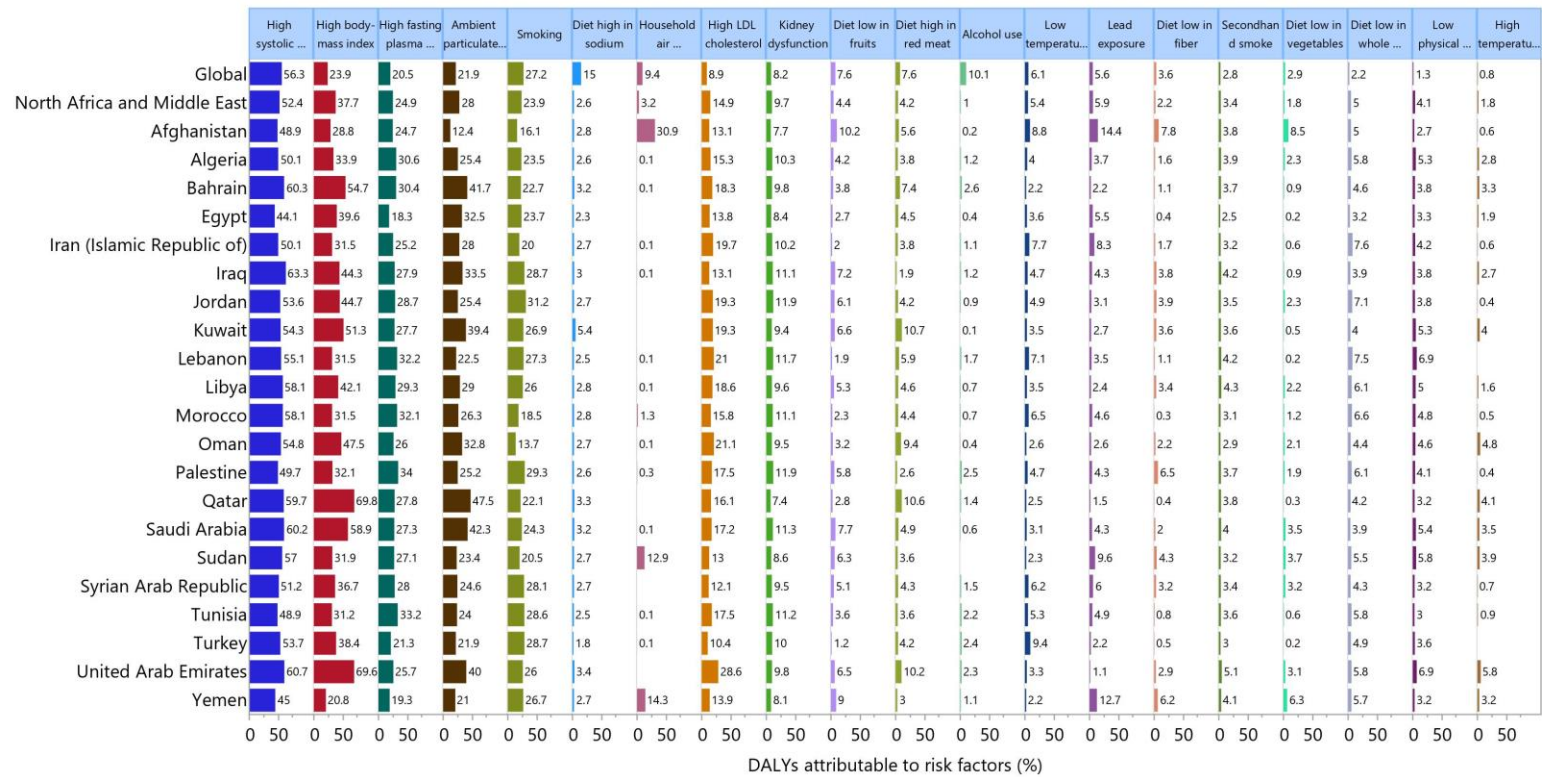 High systolic ... High body-mass index High fasting plasma ... Ambient particulate... Smoking Diet high in sodium Household air ... High LDL cholesterol Kidney dysfunction Diet low in fruits Diet high in red meat Alcohol use Low temperatu... Lead exposure Diet low in fiber Secondhand smoke Diet low in vegetables Diet low in whole ... Low physical ... High temperatu...
Global 56.3 23.9 20.5 21.9 27.2 15 9.4 8.9 8.2 7.6 7.6 10.1 6.1 5.6 3.6 2.8 2.9 2.2 1.3 0.8
North Africa and Middle East 52.4 37.7 24.9 28 23.9 2.6 3.2 14.9 9.7 4.4 4.2 1 5.4 5.9 2.2 3.4 1.8 5 4.1 1.8
Afghanistan 48.9 28.8 24.7 12.4 16.1 2.8 30.9 13.1 7.7 10.2 5.6 0.2 8.8 14.4 7.8 3.8 8.5 5 2.7 0.6
Algeria 50.1 33.9 30.6 25.4 23.5 2.6 0.1 15.3 10.3 4.2 3.8 1.2 4 3.7 1.6 3.9 2.3 5.8 5.3 2.8
Bahrain 60.3 54.7 30.4 41.7 22.7 3.2 0.1 18.3 9.8 3.8 7.4 2.6 2.2 2.2 1.1 3.7 0.9 4.6 3.8 3.3
Egypt 44.1 39.6 18.3 32.5 23.7 2.3 13.8 8.4 2.7 4.5 0.4 3.6 5.5 0.4 2.5 0.2 3.2 3.3 1.9
Iran (Islamic Republic of) 50.1 31.5 25.2 28 20 2.7 0.1 19.7 10.2 2 3.8 1.1 7.7 8.3 1.7 3.2 0.6 7.6 4.2 0.6
Iraq 63.3 44.3 27.9 33.5 28.7 3 0.1 13.1 11.1 7.2 1.9 1.2 4.7 4.3 3.8 4.2 0.9 3.9 3.8 2.7
Jordan 53.6 44.7 28.7 25.4 31.2 2.7 19.3 11.9 6.1 4.2 0.9 4.9 3.1 3.9 3.5 2.3 7.1 3.8 0.4
Kuwait 54.3 51.3 27.7 39.4 26.9 5.4 19.3 9.4 6.6 10.7 0.1 3.5 2.7 3.6 3.6 0.5 4 5.3 4
Lebanon 55.1 31.5 32.2 22.5 27.3 2.5 0.1 21 11.7 1.9 5.9 1.7 7.1 3.5 1.1 4.2 0.2 7.5 6.9
Libya 58.1 42.1 29.3 29 26 2.8 0.1 18.6 9.6 5.3 4.6 0.7 3.5 2.4 3.4 4.3 2.2 6.1 5 1.6
Morocco 58.1 31.5 32.1 26.3 18.5 2.8 1.3 15.8 11.1 2.3 4.4 0.7 6.5 4.6 0.3 3.1 1.2 6.6 4.8 0.5
Oman 54.8 47.5 26 32.8 13.7 2.7 0.1 21.1 9.5 3.2 9.4 0.4 2.6 2.6 2.2 2.9 2.1 4.4 4.6 4.8
Palestine 49.7 32.1 34 25.2 29.3 2.6 0.3 17.5 11.9 5.8 2.6 2.5 4.7 4.3 6.5 3.7 1.9 6.1 4.1 0.4
Qatar 59.7 69.8 27.8 47.5 22.1 3.3 16.1 7.4 2.8 10.6 1.4 2.5 1.5 0.4 3.8 0.3 4.2 3.2 4.1
Saudi Arabia 60.2 58.9 27.3 42.3 24.3 3.2 0.1 17.2 11.3 7.7 4.9 0.6 3.1 4.3 2 4 3.5 3.9 5.4 3.5
Sudan 57 31.9 27.1 23.4 20.5 2.7 12.9 13 8.6 6.3 3.6 2.3 9.6 4.3 3.2 3.7 5.5 5.8 3.9
Syrian Arab Republic 51.2 36.7 28 24.6 28.1 2.7 12.1 9.5 5.1 4.3 1.5 6.2 6 3.2 3.4 3.2 4.3 3.2 0.7
Tunisia 48.9 31.2 33.2 24 28.6 2.5 0.1 17.5 11.2 3.6 3.6 2.2 5.3 4.9 0.8 3.6 0.6 5.8 3 0.9
Turkey 53.7 38.4 21.3 21.9 28.7 1.8 0.1 10.4 10 1.2 4.2 2.4 9.4 2.2 0.5 3 0.2 4.9 3.6
United Arab Emirates 60.7 69.6 25.7 40 26 3.4 28.6 9.8 6.5 10.2 2.3 3.3 1.1 2.9 5.1 3.1 5.8 6.9 5.8
Yemen 45 20.8 19.3 21 26.7 2.7 14.3 13.9 8.1 9 3 1.1 2.2 12.7 6.2 4.1 6.3 5.7 3.2 3.2
0 50 0 50 0 50 0 50 0 50 0 50 0 50 0 50 0 50 0 50 0 50 0 50 0 50 0 50 0 50 0 50 0 50 0 50 0 50 0 50
DALYs attributable to risk factors (%)